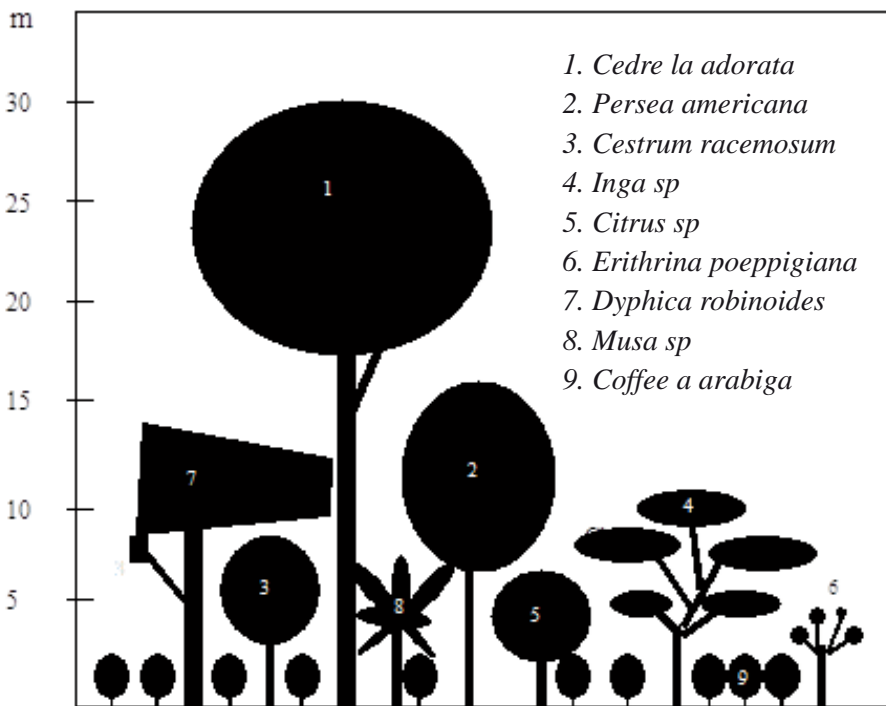 m
30
25
20
15
10
5
1. Cedre la adorata
2. Persea americana
3. Cestrum racemosum
4. Inga sp
5. Citrus sp
6. Erithrina poeppigiana
7. Dyphica robinoides
8. Musa sp
9. Coffee a arabiga
1
2
7
4
3
8
5
6
9